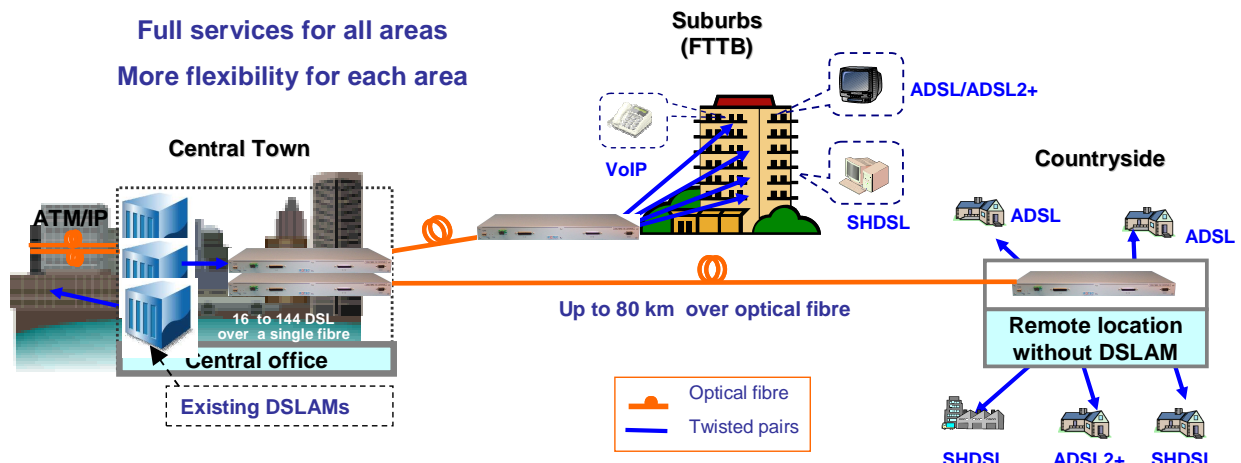 Full services for all areas
More flexibility for each area
Suburbs
(FTTB)
ADSL/ADSL2+
VoIP
SHDSL
Central Town
ATM/IP
16 to 144 DSL
over a single fibre
Central office
Existing DSLAMs
Up to 80 km over optical fibre
Optical fibre
Twisted pairs
Countryside
ADSL
ADSL
Remote location
without DSLAM
SHDSL
ADSL2+
SHDSL